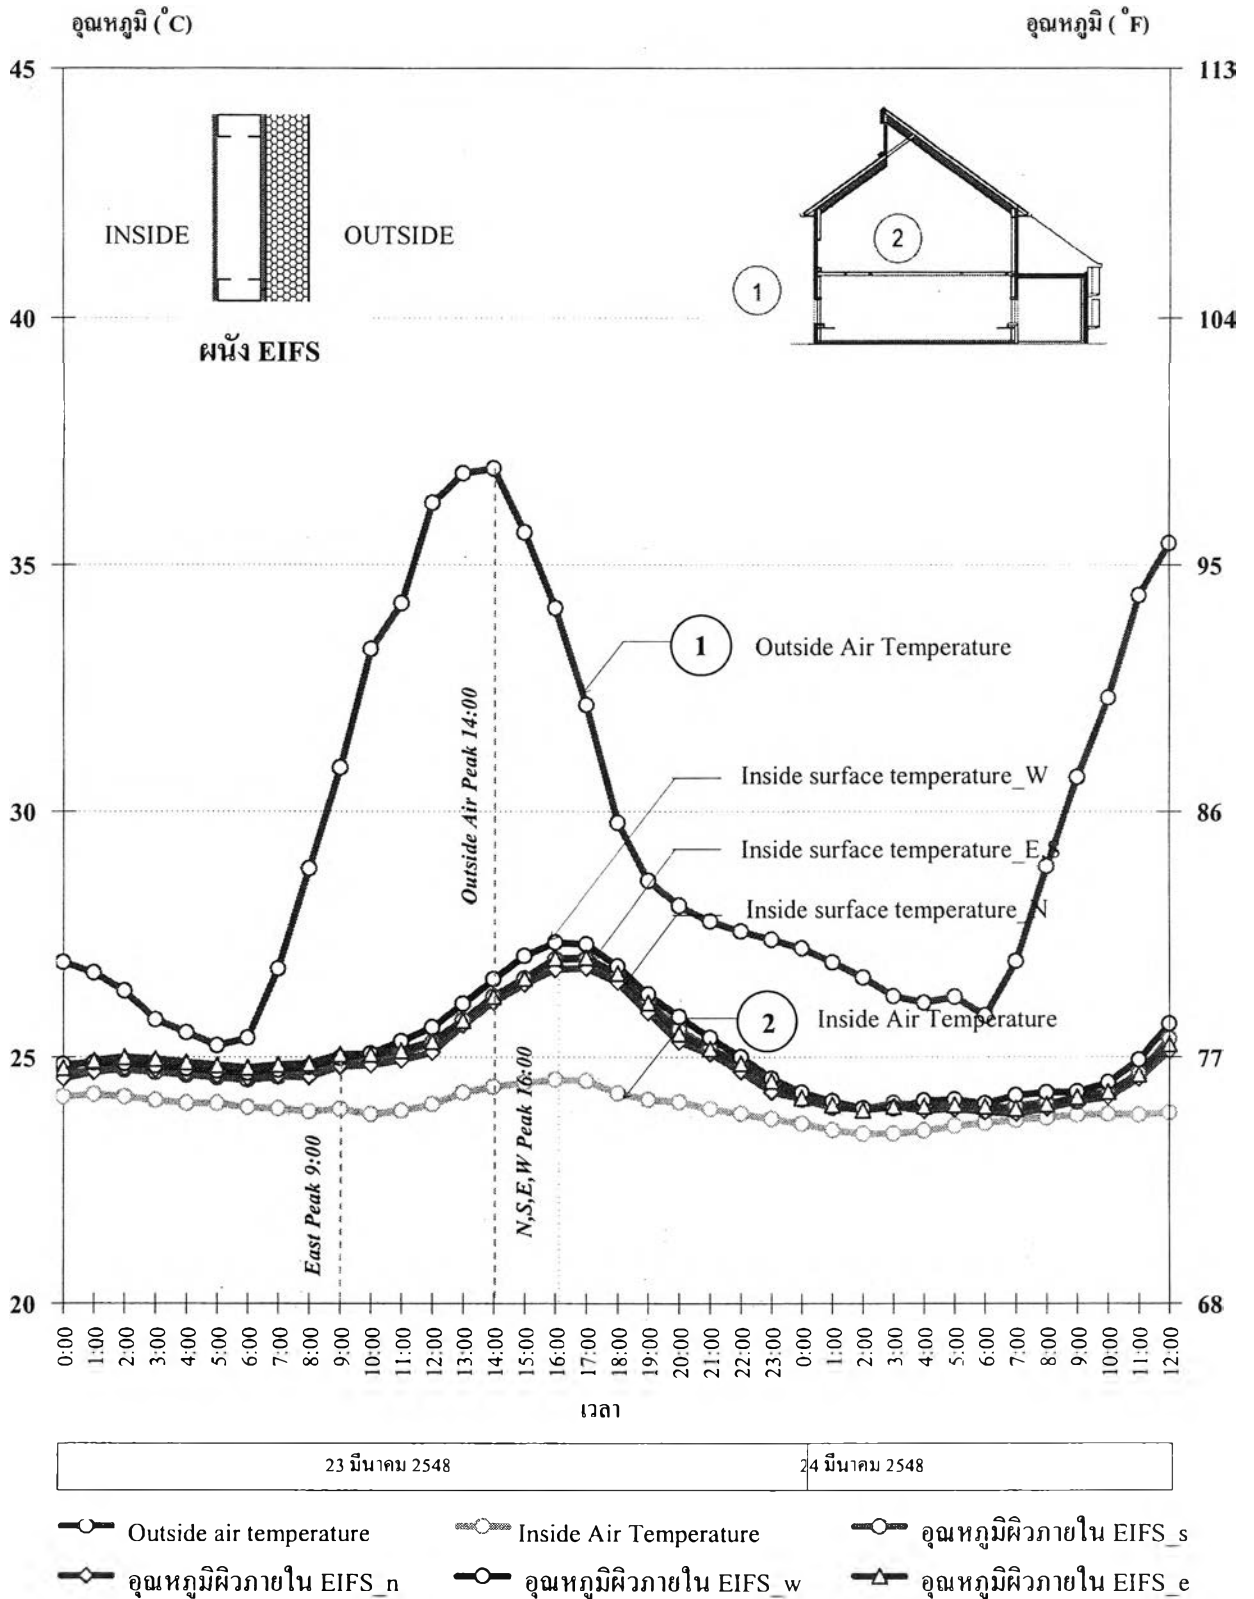 อุณหภูมิ (°C)
อุณหภูมิ (°F)
45
113
INSIDE
OUTSIDE
2
1
40
104
ผนัง EIFS
35
95
1
Outside Air Temperature
Outside Air Peak 14:00
Inside surface temperature_W
30
86
Inside surface temperature_E,s
Inside surface temperature_N
2
Inside Air Temperature
25
77
East Peak 9:00
N,S,E,W Peak 16:00
20
68
0:00
1:00
2:00
3:00
4:00
5:00
6:00
7:00
8:00
9:00
10:00
11:00
12:00
13:00
14:00
15:00
16:00
17:00
18:00
19:00
20:00
21:00
22:00
23:00
0:00
1:00
2:00
3:00
4:00
5:00
6:00
7:00
8:00
9:00
10:00
11:00
12:00
เวลา
23 มีนาคม 2548
24 มีนาคม 2548
Outside air temperature
Inside Air Temperature
อุณหภูมิผิวภายใน EIFS_s
อุณหภูมิผิวภายใน EIFS_n
อุณหภูมิผิวภายใน EIFS_w
อุณหภูมิผิวภายใน EIFS_e